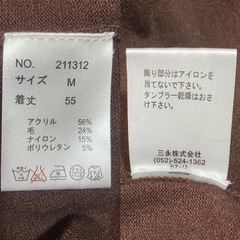 NO. 211312
サイズ M
着丈 55
アクリル 56%
毛 24%
ナイロン 15%
ポリウレタン 5%
飾り部分はアイロンを
当てないで下さい。
タンブラー乾燥はお避
け下さい。
三永株式会社
(052)-524-1362